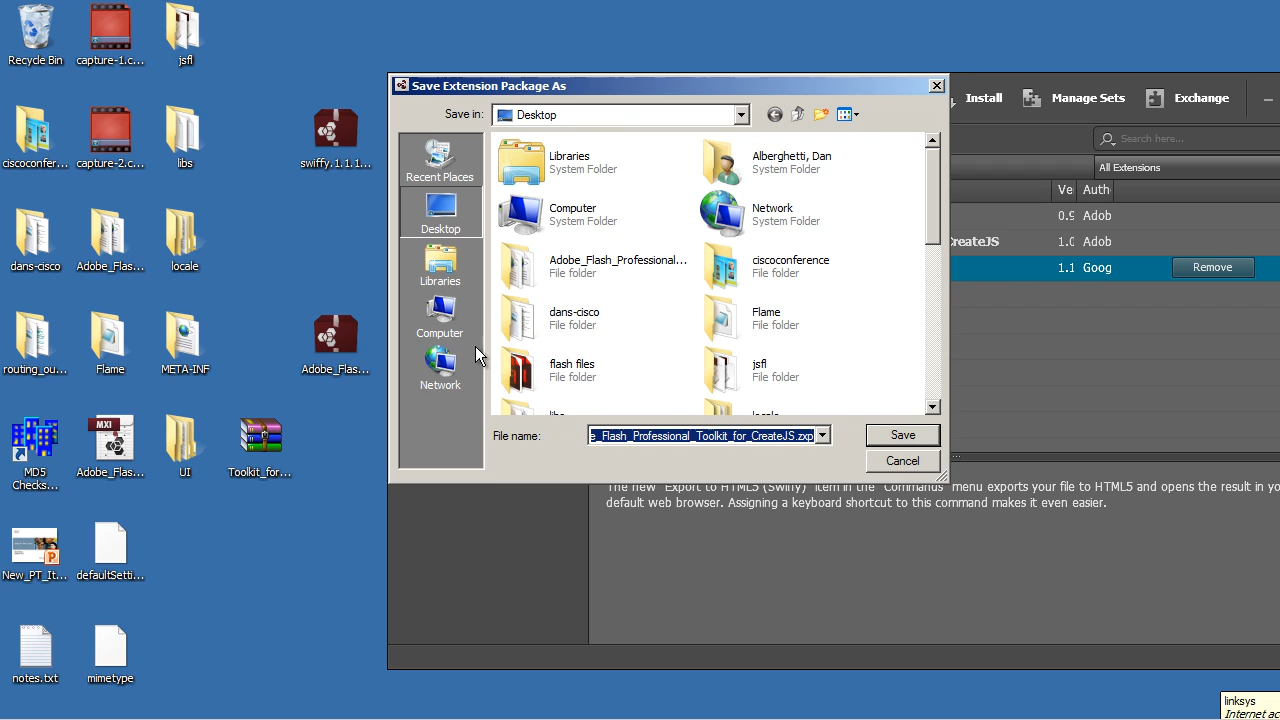 Recycle Bin
capture-1.c...
jsfl
ciscoconfer...
capture-2.c...
libs
swiffy.1.1.1...
dans-cisco
Adobe_Flas...
locale
routing_ou...
Flame
META-INF
Adobe_Flas...
MD5
Checks...
MXI
Adobe_Flas...
UI
Toolkit_for...
New_PT_It...
defaultSetti...
notes.txt
mimetype
Save Extension Package As
Save in:
Desktop
Recent Places
Desktop
Libraries
Computer
Network
Libraries
System Folder
Alberghetti, Dan
System Folder
Computer
System Folder
Network
System Folder
Adobe_Flash_Professional...
File folder
ciscoconference
File folder
dans-cisco
File folder
Flame
File folder
flash files
File folder
jsfl
File folder
File name:
e_Flash_Professional_Toolkit_for_CreateJS.zxp
Save
Cancel
Install
Manage Sets
Exchange
Search here...
All Extensions
Ve
Auth
0.9
Adob
CreateJS
1.0
Adob
1.1
Goog
Remove
The new "Export to HTML5 (Swiffy)" item in the "Commands" menu exports your file to HTML5 and opens the result in yo
default web browser. Assigning a keyboard shortcut to this command makes it even easier.
linksys
Internet ac